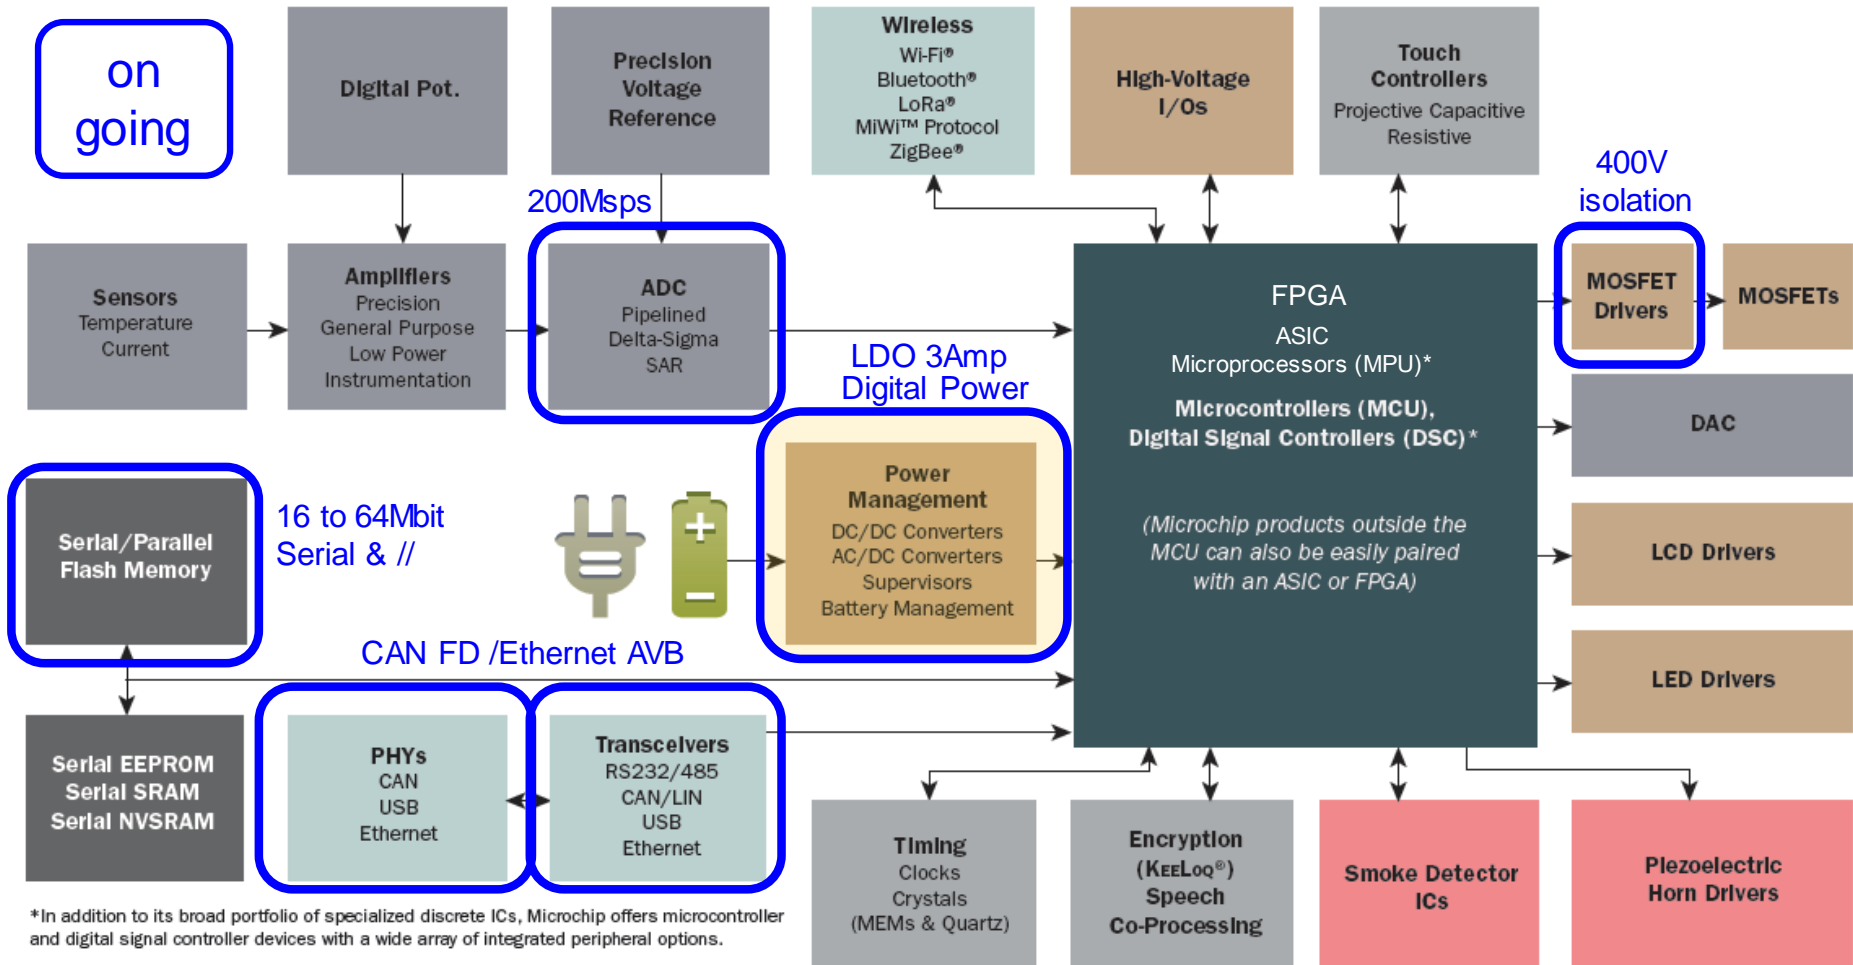 on
going
Digital Pot.
Precision
Voltage
Reference
Wireless
Wi-Fi®
Bluetooth®
LoRa®
MiWi™ Protocol
ZigBee®
High-Voltage
I/Os
Touch
Controllers
Projective Capacitive
Resistive
200Msps
400V
isolation
Sensors
Temperature
Current
Amplifiers
Precision
General Purpose
Low Power
Instrumentation
ADC
Pipelined
Delta-Sigma
SAR
FPGA
ASIC
Microprocessors (MPU)*
Microcontrollers (MCU),
Digital Signal Controllers (DSC)*
(Microchip products outside the
MCU can also be easily paired
with an ASIC or FPGA)
MOSFET
Drivers
MOSFETs
LDO 3Amp
Digital Power
DAC
Serial/Parallel
Flash Memory
16 to 64Mbit
Serial & //
Power
Management
DC/DC Converters
AC/DC Converters
Supervisors
Battery Management
LCD Drivers
CAN FD /Ethernet AVB
LED Drivers
Serial EEPROM
Serial SRAM
Serial NVSRAM
PHYs
CAN
USB
Ethernet
Transceivers
RS232/485
CAN/LIN
USB
Ethernet
Timing
Clocks
Crystals
(MEMs & Quartz)
Encryption
(KEELOQ®)
Speech
Co-Processing
Smoke Detector
ICs
Piezoelectric
Horn Drivers
*In addition to its broad portfolio of specialized discrete ICs, Microchip offers microcontroller
and digital signal controller devices with a wide array of integrated peripheral options.